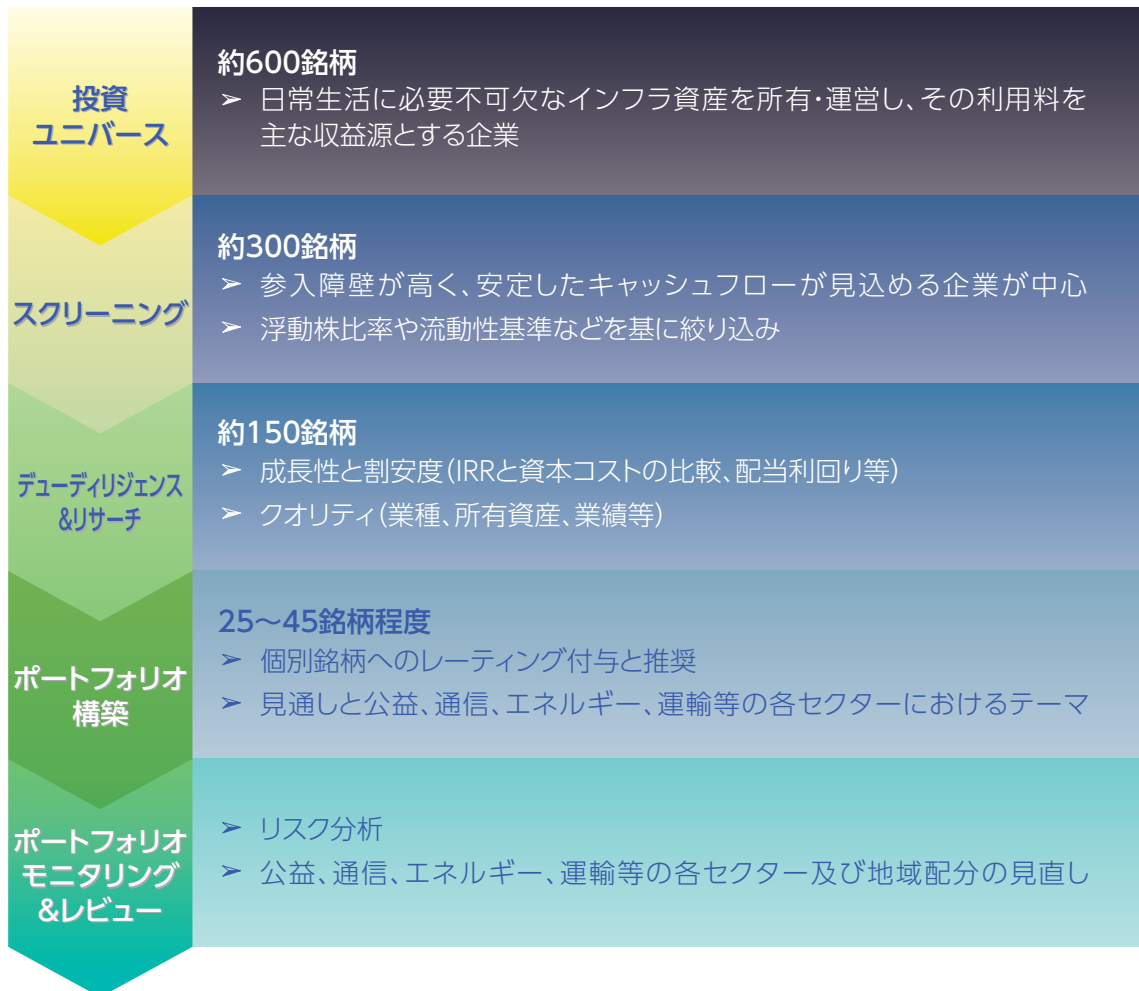 投資
ユニバース
約600銘柄
➢ 日常生活に必要不可欠なインフラ資産を所有・運営し、その利用料を
主な収益源とする企業
スクリーニング
約300銘柄
➢ 参入障壁が高く、安定したキャッシュフローが見込める企業が中心
➢ 浮動株比率や流動性基準などを基に絞り込み
デューディリジェンス
&リサーチ
約150銘柄
➢ 成長性と割安度(IRRと資本コストの比較、配当利回り等)
➢ クオリティ(業種、所有資産、業績等)
ポートフォリオ
構築
25～45銘柄程度
➢ 個別銘柄へのレーティング付与と推奨
➢ 見通しと公益、通信、エネルギー、運輸等の各セクターにおけるテーマ
ポートフォリオ
モニタリング
&レビュー
➢ リスク分析
➢ 公益、通信、エネルギー、運輸等の各セクター及び地域配分の見直し